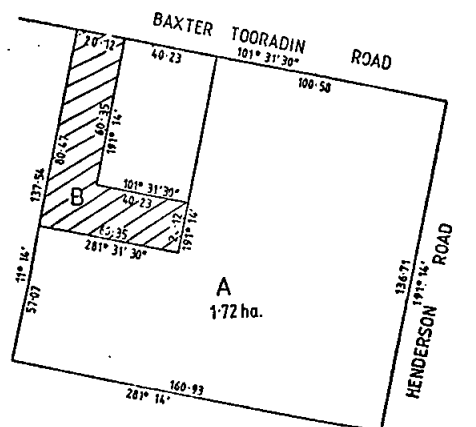 BAXTER TOORADIN ROAD
101° 31' 30"
20·12
40·23
100·58
60·35
191° 14'
80·47
137·54
101° 31' 30"
40·23
B
60·35
281° 31' 30"
191° 14'
11° 14'
57·07
A
1·72 ha.
136·71
191° 14'
HENDERSON ROAD
160·93
281° 14'